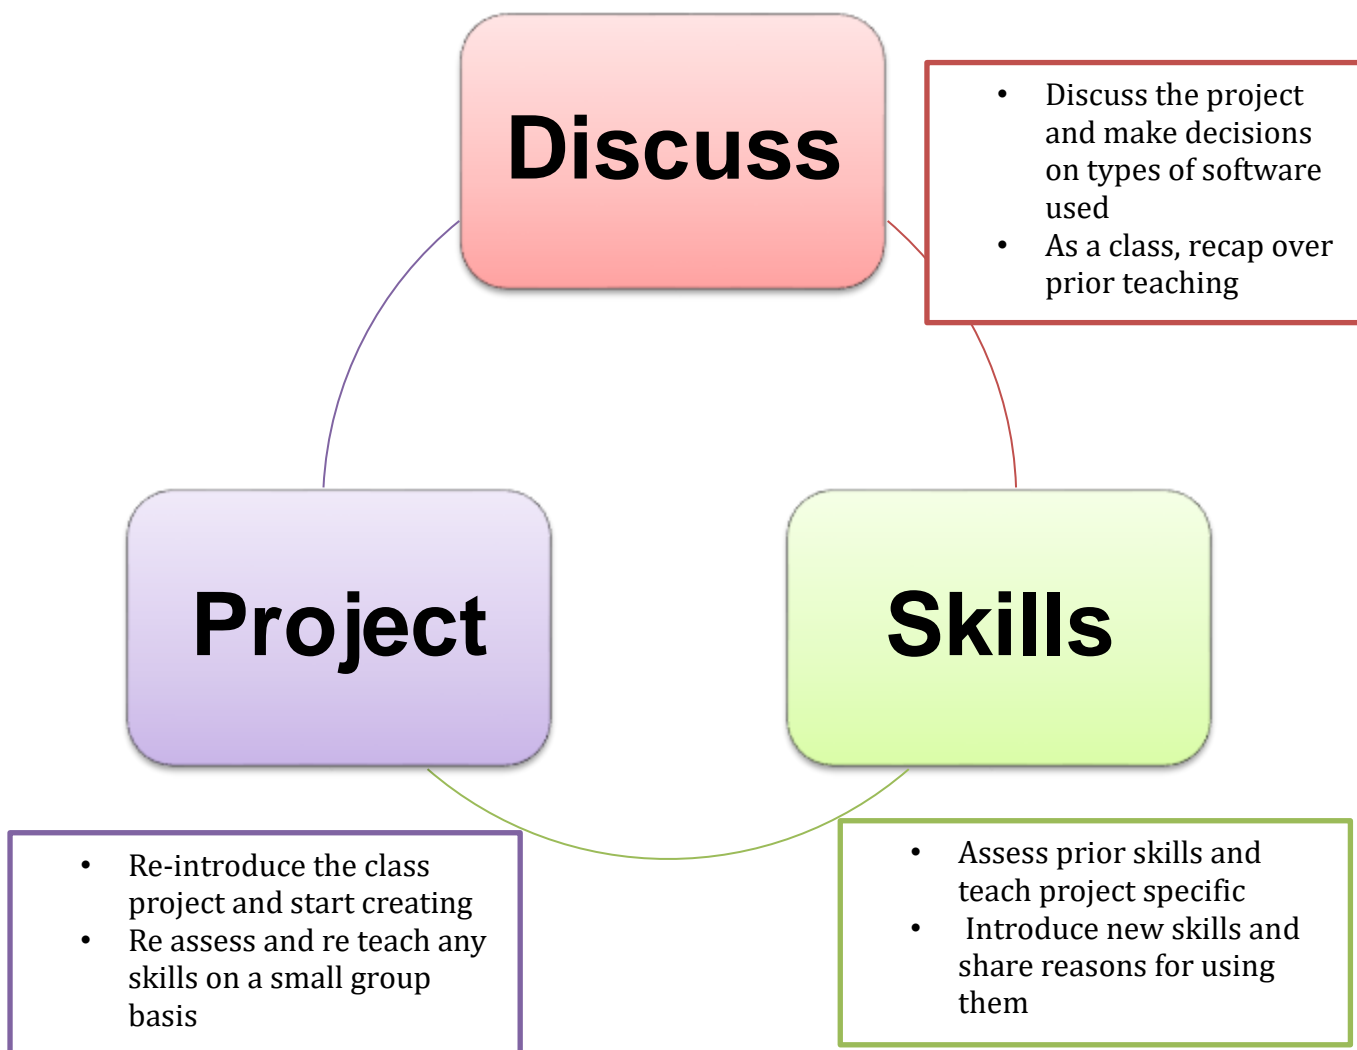 Discuss
• Discuss the project
and make decisions
on types of software
used
• As a class, recap over
prior teaching
Project
Skills
• Re-introduce the class
project and start creating
• Re assess and re teach any
skills on a small group
basis
• Assess prior skills and
teach project specific
• Introduce new skills and
share reasons for using
them